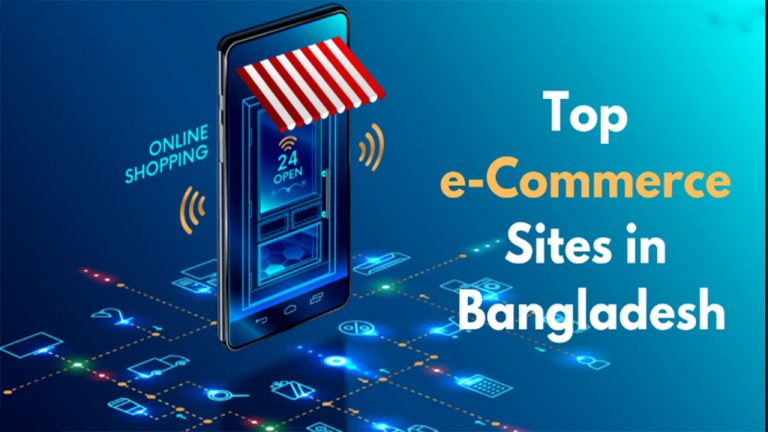 ONLINE
SHOPPING
24
OPEN
Top
e-Commerce
Sites in
Bangladesh